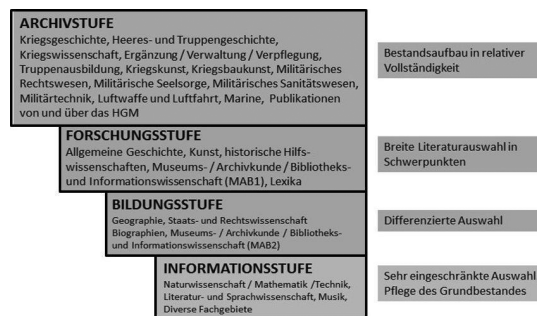 ARCHIVSTUFE
Kriegsgeschichte, Heeres- und Truppengeschichte,
Kriegswissenschaft, Ergänzung / Verwaltung / Verpflegung,
Truppenausbildung, Kriegskunst, Kriegsbaukunst, Militärisches
Rechtswesen, Militärische Seelsorge, Militärisches Sanitätswesen,
Militärtechnik, Luftwaffe und Luftfahrt, Marine, Publikationen
von und über das HGM
Bestandsaufbau in relativer
Vollständigkeit
FORSCHUNGSSTUFE
Allgemeine Geschichte, Kunst, historische Hilfs-
wissenschaften, Museums- / Archivkunde / Bibliotheks-
und Informationswissenschaft (MAB1), Lexika
Breite Literaturauswahl in
Schwerpunkten
BILDUNGSSTUFE
Geographie, Staats- und Rechtswissenschaft
Biographien, Museums- / Archivkunde / Bibliotheks-
und Informationswissenschaft (MAB2)
Differenzierte Auswahl
INFORMATIONSSTUFE
Naturwissenschaft / Mathematik /Technik,
Literatur- und Sprachwissenschaft, Musik,
Diverse Fachgebiete
Sehr eingeschränkte Auswahl
Pflege des Grundbestandes